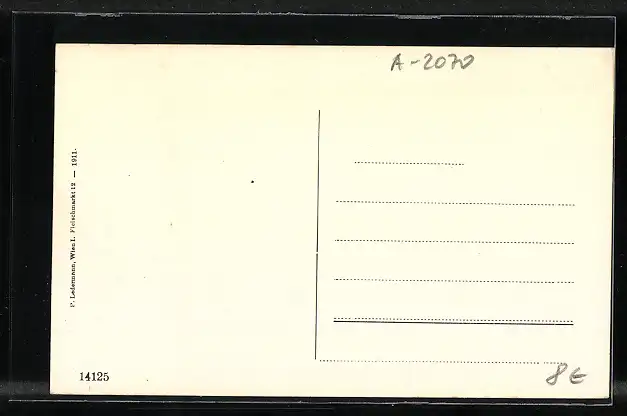 A-2070
P. Ledermann, Wien I. Fleischmarkt 12 — 1911.
14125
8€